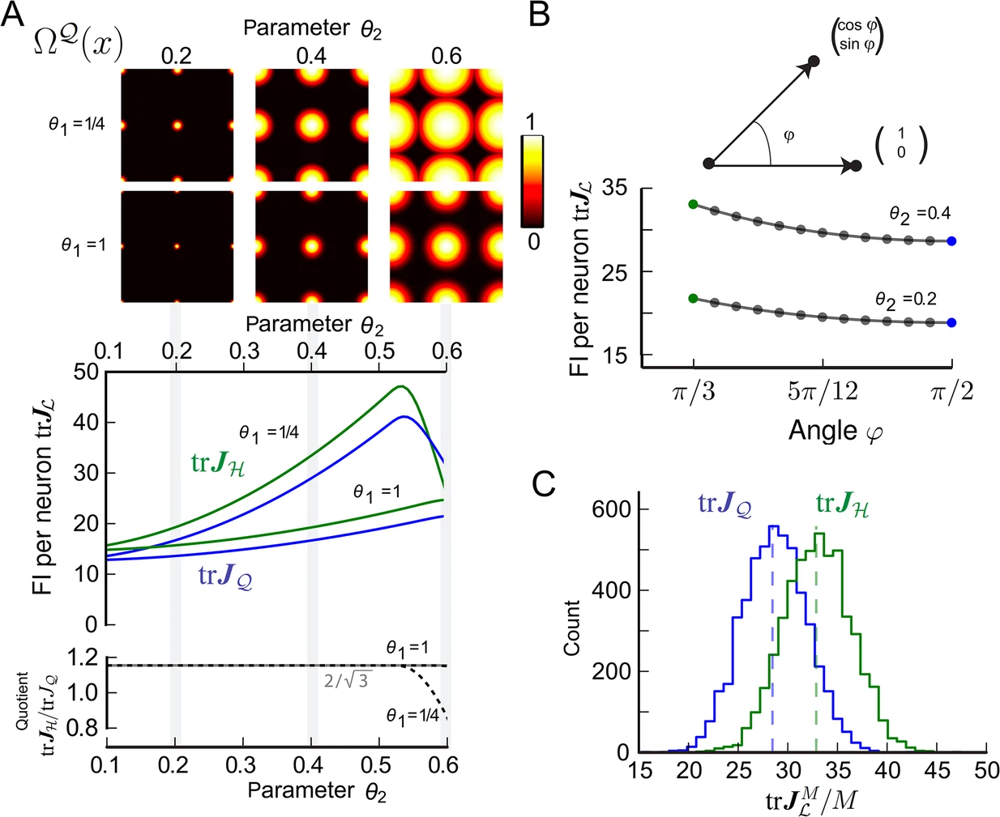 A
Ω^𝒬(x)
Parameter θ₂
0.2 0.4 0.6
θ₁ = 1/4
θ₁ = 1
1
0
Parameter θ₂
0.1 0.2 0.3 0.4 0.5 0.6
FI per neuron tr𝑱_ℒ
50
40
30
20
10
0
θ₁ = 1/4
tr𝑱_ℋ
θ₁ = 1
tr𝑱_𝒬
Quotient
tr𝑱_ℋ/tr𝐽_𝒬
1.2
1.0
0.8
θ₁ = 1
2/√3
θ₁ = 1/4
0.1 0.2 0.3 0.4 0.5 0.6
Parameter θ₂
B
(cos φ
sin φ)
φ
( 1
0 )
FI per neuron tr𝑱_ℒ
35
25
15
θ₂ = 0.4
θ₂ = 0.2
π/3 5π/12 π/2
Angle φ
C
tr𝑱_𝒬 tr𝑱_ℋ
Count
600
400
200
0
15 20 25 30 35 40 45 50
tr𝑱_ℒ^M/M